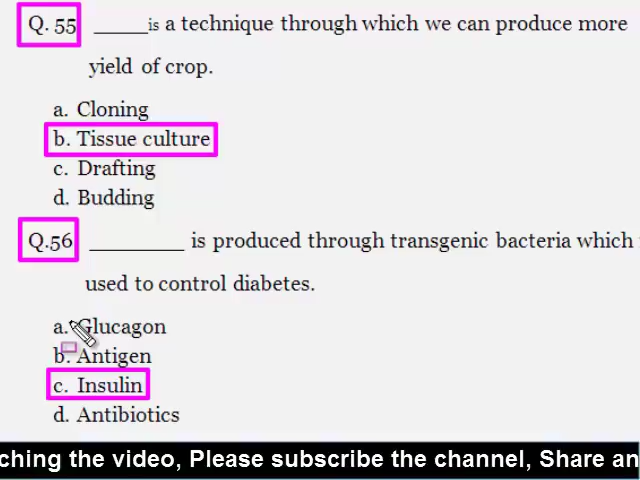 Q. 55 _____is a technique through which we can produce more
yield of crop.
a. Cloning
b. Tissue culture
c. Drafting
d. Budding
Q.56 _________ is produced through transgenic bacteria which
used to control diabetes.
a. Glucagon
b. Antigen
c. Insulin
d. Antibiotics
ching the video, Please subscribe the channel, Share an